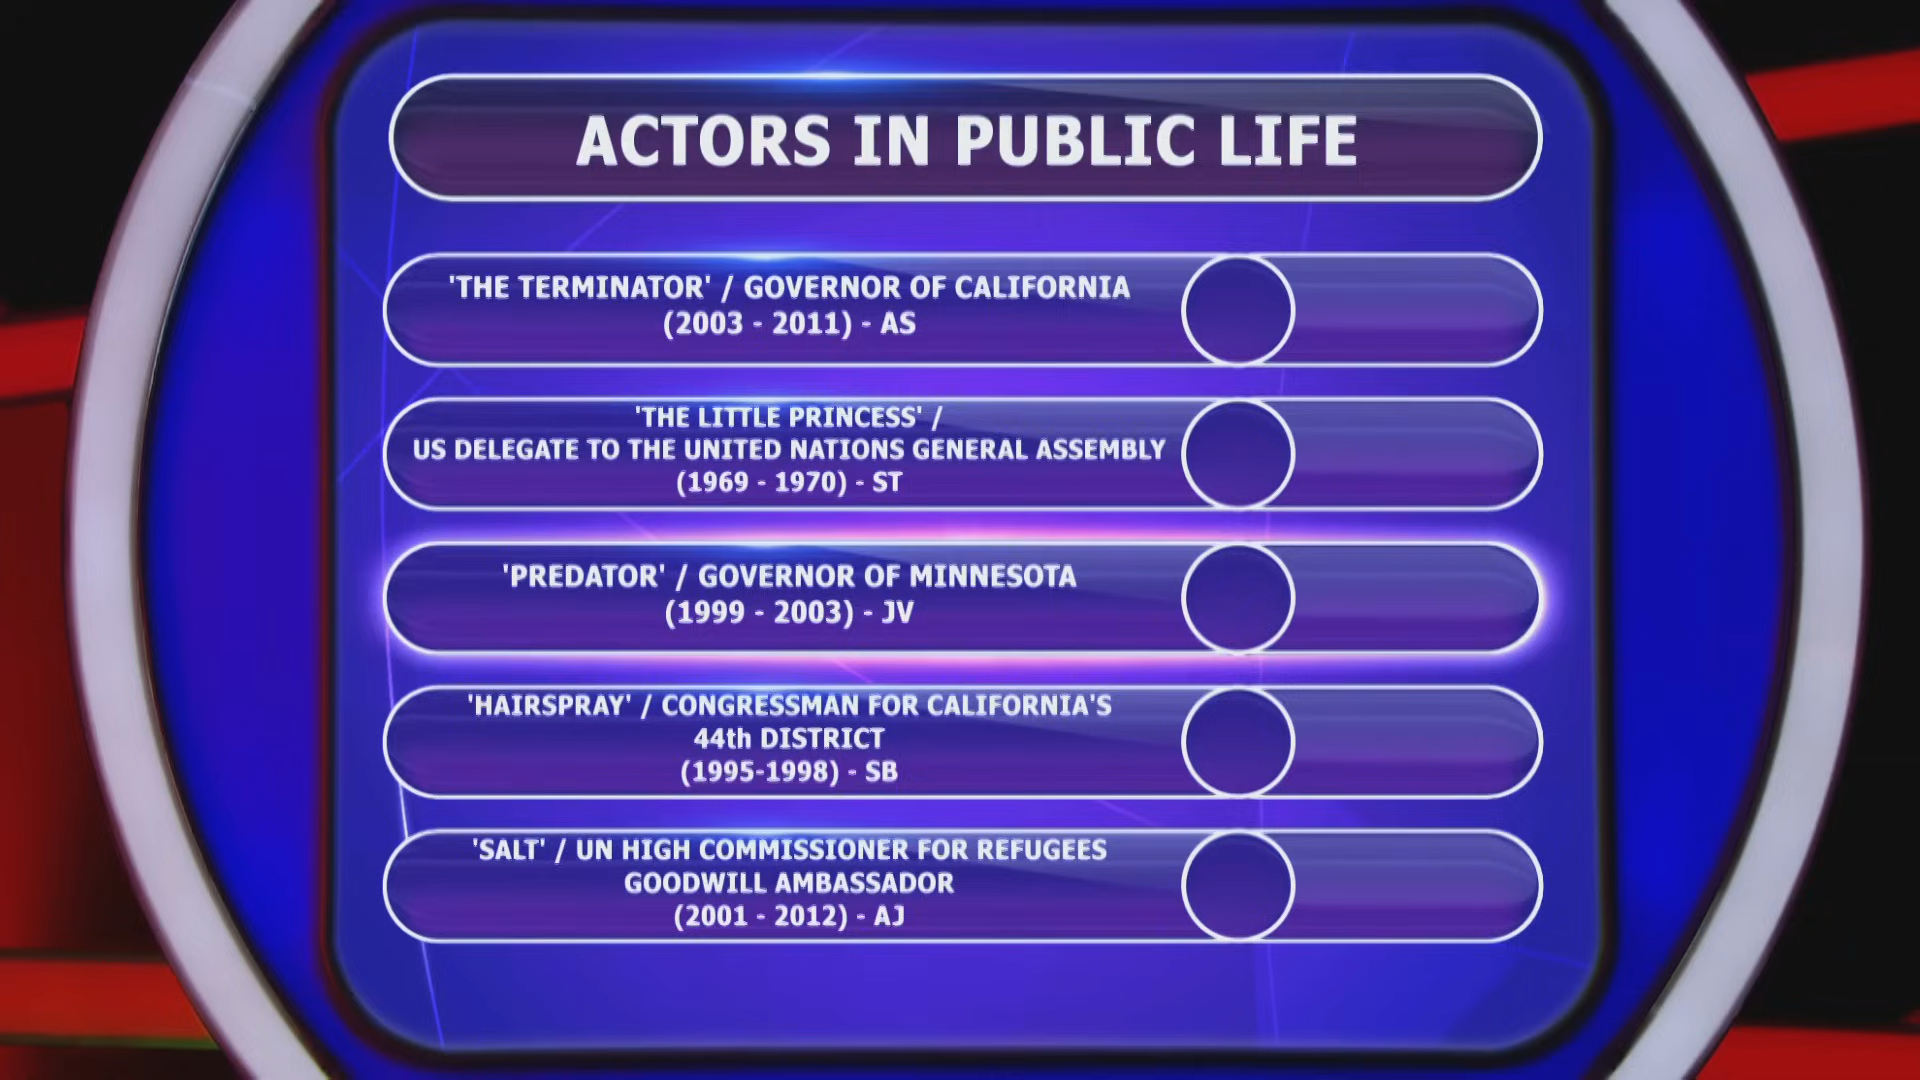 ACTORS IN PUBLIC LIFE
'THE TERMINATOR' / GOVERNOR OF CALIFORNIA
(2003 - 2011) - AS
'THE LITTLE PRINCESS' /
US DELEGATE TO THE UNITED NATIONS GENERAL ASSEMBLY
(1969 - 1970) - ST
'PREDATOR' / GOVERNOR OF MINNESOTA
(1999 - 2003) - JV
'HAIRSPRAY' / CONGRESSMAN FOR CALIFORNIA'S
44th DISTRICT
(1995-1998) - SB
'SALT' / UN HIGH COMMISSIONER FOR REFUGEES
GOODWILL AMBASSADOR
(2001 - 2012) - AJ